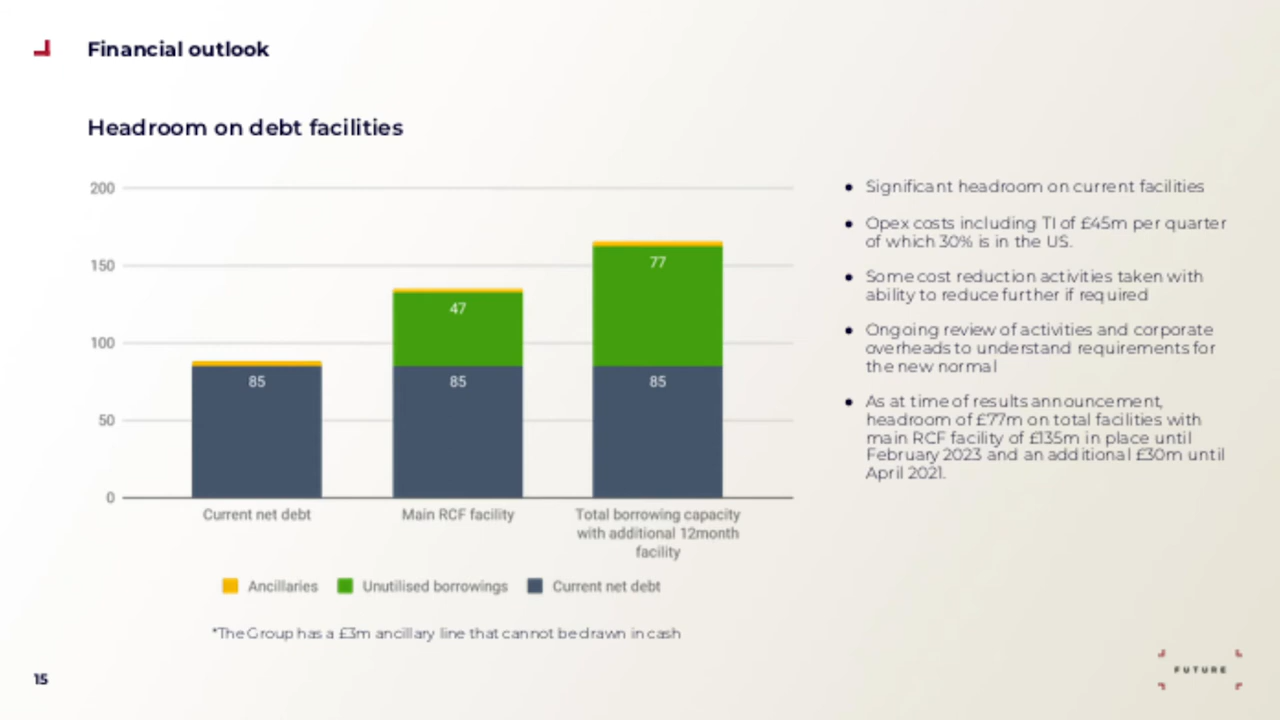 Financial outlook
Headroom on debt facilities
200
150
100
50
0
77
47
85
85
85
Current net debt
Main RCF facility
Total borrowing capacity
with additional 12month
facility
Ancillaries
Unutilised borrowings
Current net debt
*The Group has a £3m ancillary line that cannot be drawn in cash
• Significant headroom on current facilities
• Opex costs including TI of £45m per quarter
of which 30% is in the US.
• Some cost reduction activities taken with
ability to reduce further if required
• Ongoing review of activities and corporate
overheads to understand requirements for
the new normal
• As at time of results announcement,
headroom of £77m on total facilities with
main RCF facility of £135m in place until
February 2023 and an additional £30m until
April 2021.
15
FUTURE